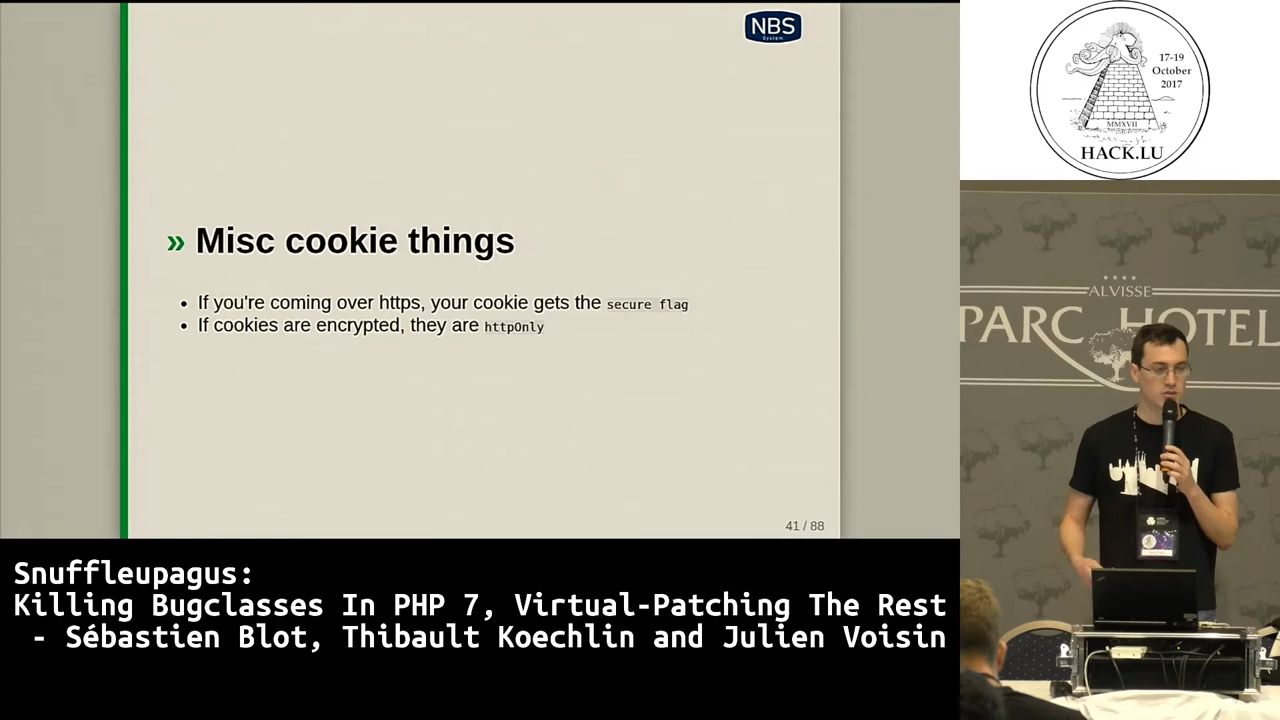 NBS
System
» Misc cookie things
• If you're coming over https, your cookie gets the secure flag
• If cookies are encrypted, they are httpOnly
41 / 88
17-19
October
2017
MMXVII
HACK.LU
ALVISSE
PARC HOTEL
Snuffleupagus:
Killing Bugclasses In PHP 7, Virtual-Patching The Rest
- Sébastien Blot, Thibault Koechlin and Julien Voisin